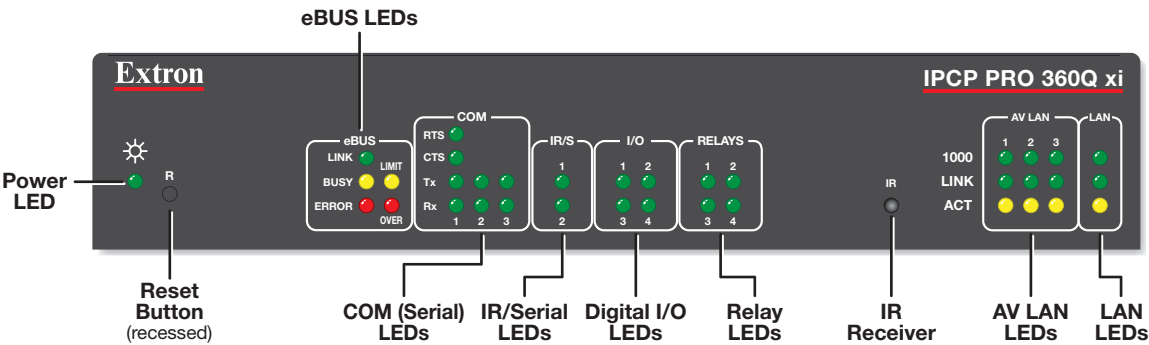 eBUS LEDs
Extron
IPCP PRO 360Q xi
COM
AV LAN
LAN
eBUS
RTS
IR/S
I/O
RELAYS
1 2 3
LINK
LIMIT
CTS
1
1 2
1 2
1000
R
BUSY
Tx
IR
LINK
ERROR
OVER
Rx
ACT
1 2 3
2
3 4
3 4
Power
LED
Reset
Button
(recessed)
COM (Serial)
LEDs
IR/Serial
LEDs
Digital I/O
LEDs
Relay
LEDs
IR
Receiver
AV LAN
LEDs
LAN
LEDs